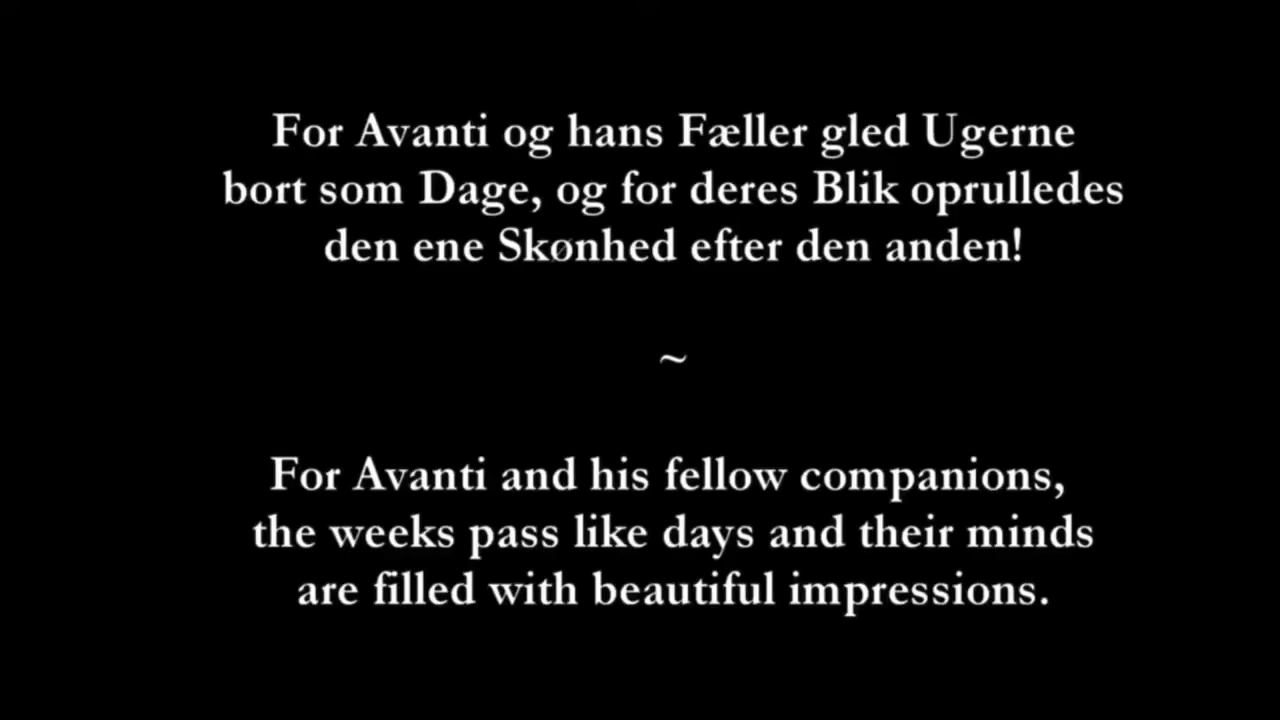 For Avanti og hans Fæller gled Ugerne
bort som Dage, og for deres Blik oprulledes
den ene Skønhed efter den anden!
~
For Avanti and his fellow companions,
the weeks pass like days and their minds
are filled with beautiful impressions.